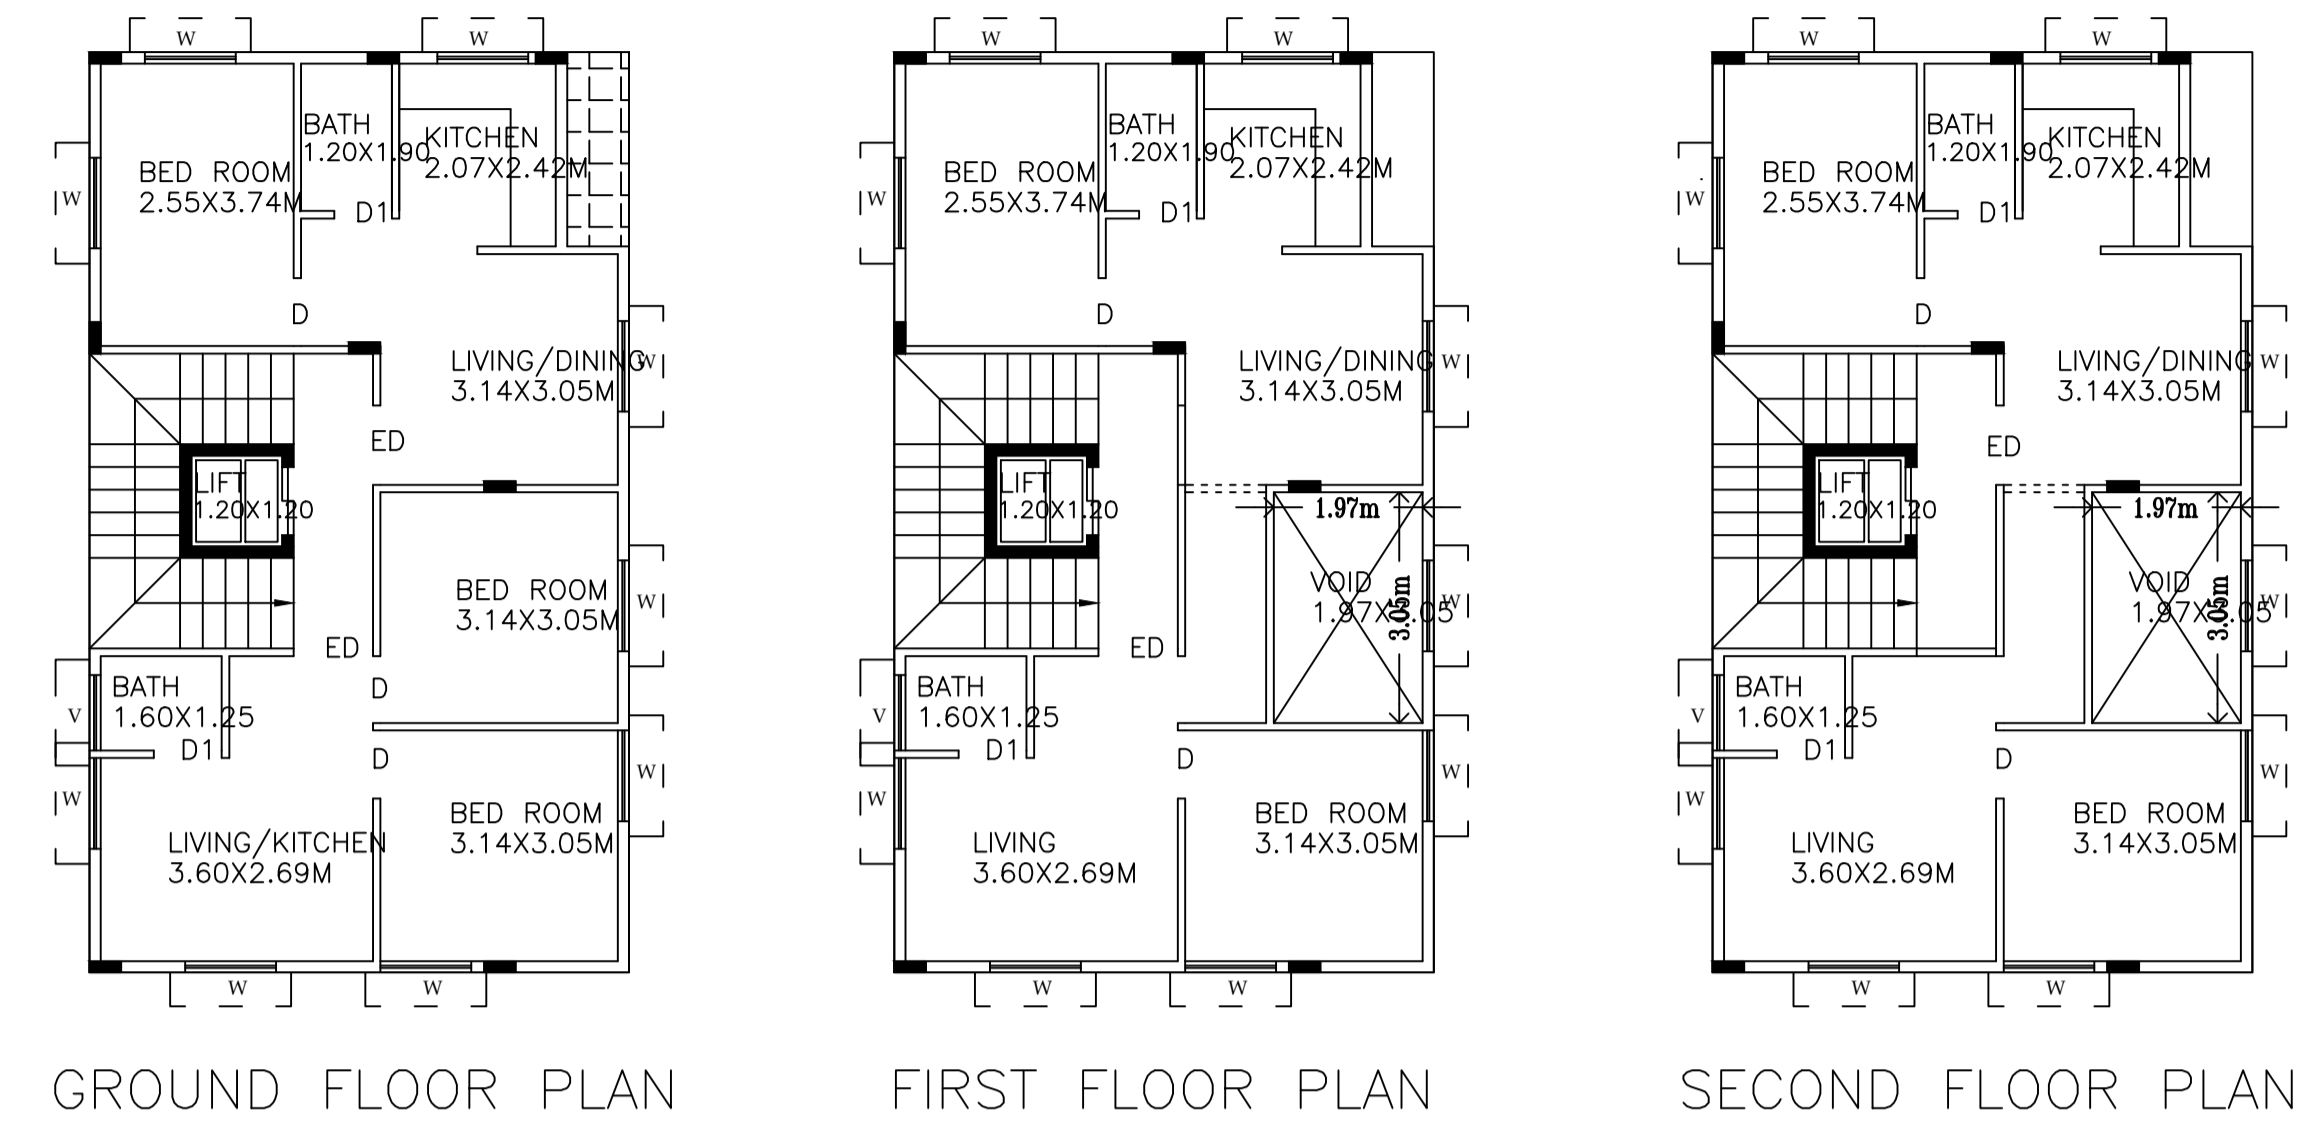 W
W
BATH
1.20X1.90
KITCHEN
2.07X2.42M
BED ROOM
2.55X3.74M
W
D1
D
LIVING/DINING
3.14X3.05M
W
ED
LIFT
1.20X1.20
BED ROOM
3.14X3.05M
W
ED
BATH
1.60X1.25
V
D
D1
D
W
W
BED ROOM
3.14X3.05M
LIVING/KITCHEN
3.60X2.69M
W
W
GROUND FLOOR PLAN
W
W
BATH
1.20X1.90
KITCHEN
2.07X2.42M
BED ROOM
2.55X3.74M
W
D1
D
LIVING/DINING
3.14X3.05M
W
LIFT
1.20X1.20
1.97m
VOID
1.97X3.05
3.05m
W
ED
BATH
1.60X1.25
V
D1
D
W
W
BED ROOM
3.14X3.05M
LIVING
3.60X2.69M
W
W
FIRST FLOOR PLAN
W
W
BATH
1.20X1.90
KITCHEN
2.07X2.42M
BED ROOM
2.55X3.74M
W
D1
D
LIVING/DINING
3.14X3.05M
W
ED
LIFT
1.20X1.20
1.97m
VOID
1.97X3.05
3.05m
W
BATH
1.60X1.25
V
D1
D
W
W
BED ROOM
3.14X3.05M
LIVING
3.60X2.69M
W
W
SECOND FLOOR PLAN